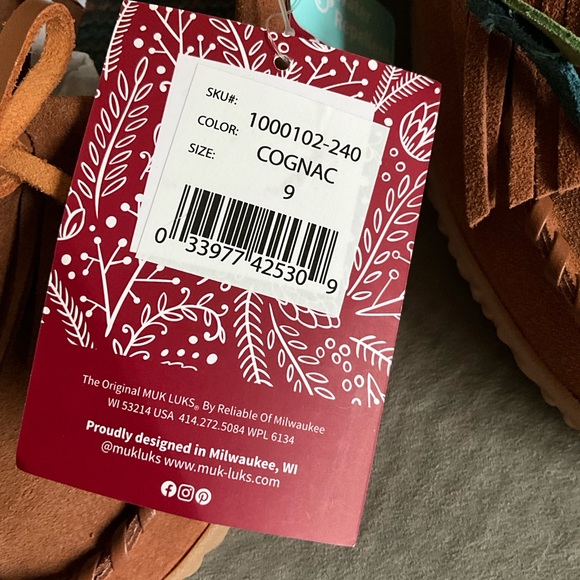 SKU#: 1000102-240
COLOR: COGNAC
SIZE: 9
0 33977 42530 9
The Original MUK LUKS® By Reliable Of Milwaukee
WI 53214 USA 414.272.5084 WPL 6134
Proudly designed in Milwaukee, WI
@mukluks www.muk-luks.com